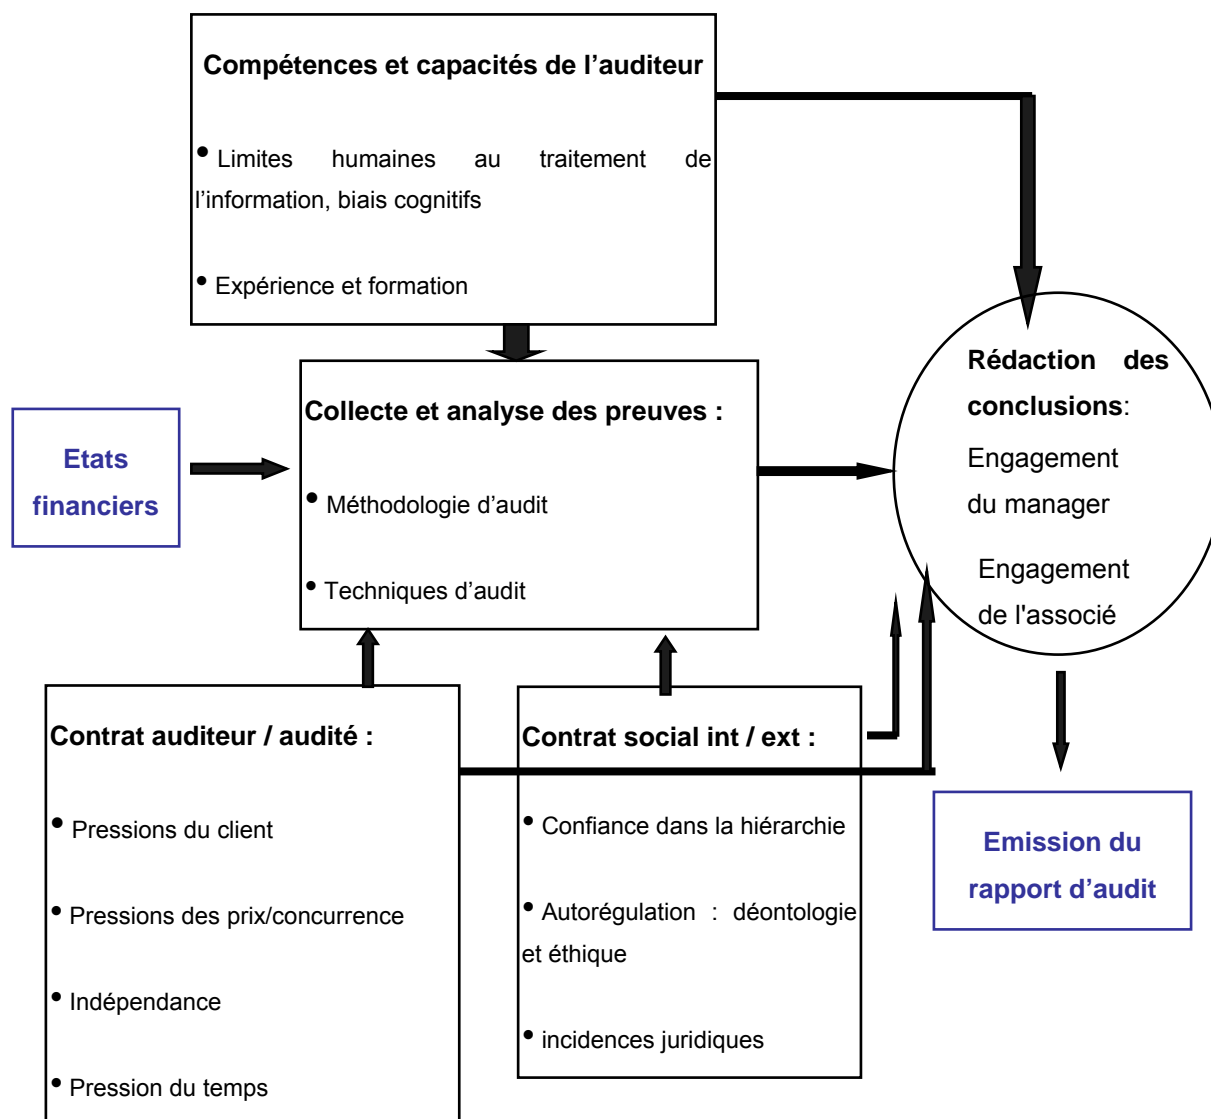 Compétences et capacités de l’auditeur
• Limites humaines au traitement de
l’information, biais cognitifs
• Expérience et formation
Etats
financiers
Collecte et analyse des preuves :
• Méthodologie d’audit
• Techniques d’audit
Rédaction des
conclusions:
Engagement
du manager
Engagement
de l'associé
Contrat auditeur / audité :
• Pressions du client
• Pressions des prix/concurrence
• Indépendance
• Pression du temps
Contrat social int / ext :
• Confiance dans la hiérarchie
• Autorégulation : déontologie
et éthique
• incidences juridiques
Emission du
rapport d’audit